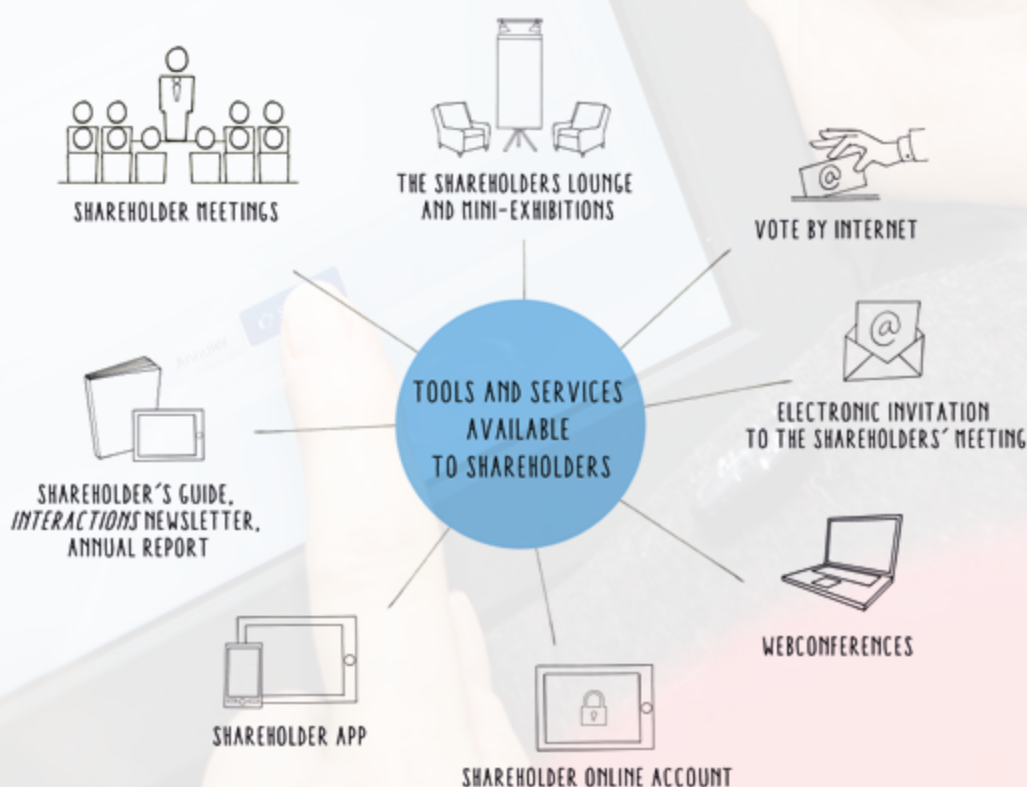 SHAREHOLDER MEETINGS
THE SHAREHOLDERS LOUNGE
AND MINI-EXHIBITIONS
VOTE BY INTERNET
TOOLS AND SERVICES
AVAILABLE
TO SHAREHOLDERS
ELECTRONIC INVITATION
TO THE SHAREHOLDERS' MEETING
SHAREHOLDER'S GUIDE,
INTERACTIONS NEWSLETTER,
ANNUAL REPORT
WEBCONFERENCES
SHAREHOLDER APP
SHAREHOLDER ONLINE ACCOUNT